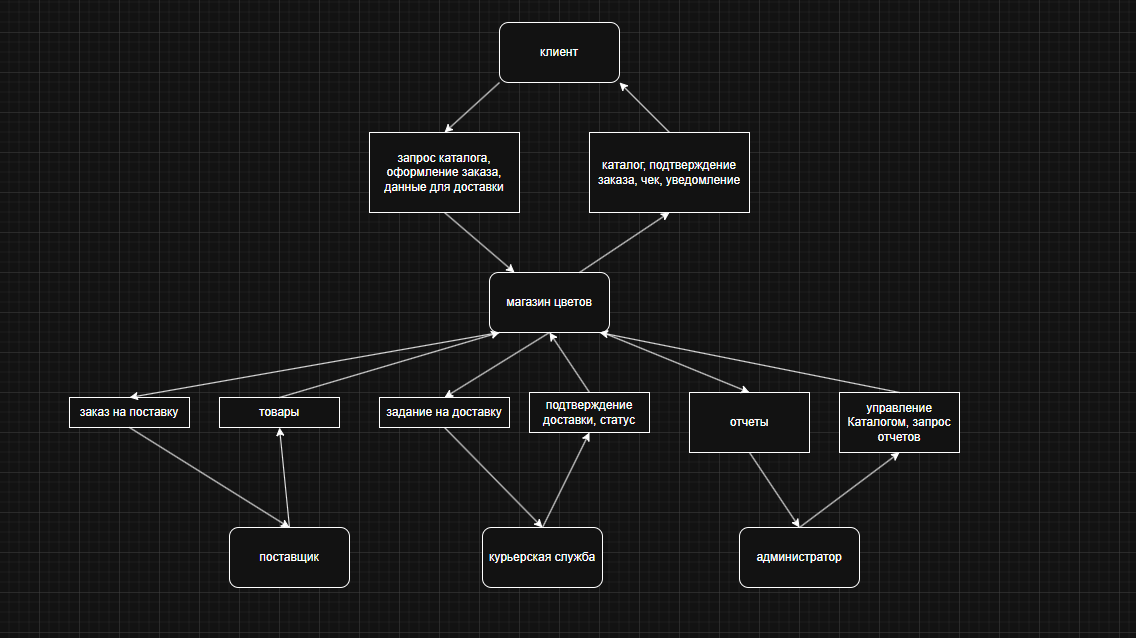 клиент
запрос каталога,
оформление заказа,
данные для доставки
каталог, подтверждение
заказа, чек, уведомление
магазин цветов
заказ на поставку
товары
задание на доставку
подтверждение
доставки, статус
отчеты
управление
Каталогом, запрос
отчетов
поставщик
курьерская служба
администратор